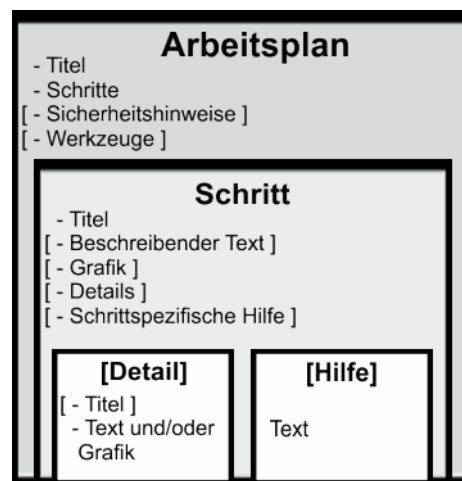 Arbeitsplan
- Titel
- Schritte
[ - Sicherheitshinweise ]
[ - Werkzeuge ]
Schritt
- Titel
[ - Beschreibender Text ]
[ - Grafik ]
[ - Details ]
[ - Schrittspezifische Hilfe ]
[Detail]
[ - Titel ]
- Text und/oder
Grafik
[Hilfe]
Text